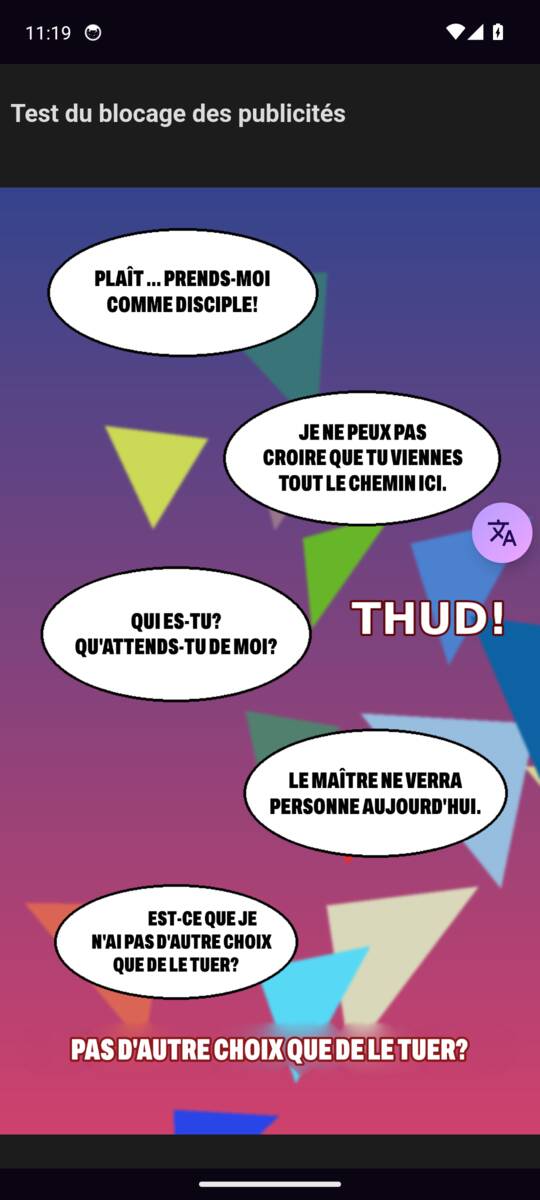 11:19
Test du blocage des publicités
PLAÎT ... PRENDS-MOI
COMME DISCIPLE!
JE NE PEUX PAS
CROIRE QUE TU VIENNES
TOUT LE CHEMIN ICI.
QUI ES-TU?
QU'ATTENDS-TU DE MOI?
THUD!
LE MAÎTRE NE VERRA
PERSONNE AUJOURD'HUI.
EST-CE QUE JE
N'AI PAS D'AUTRE CHOIX
QUE DE LE TUER?
PAS D'AUTRE CHOIX QUE DE LE TUER?